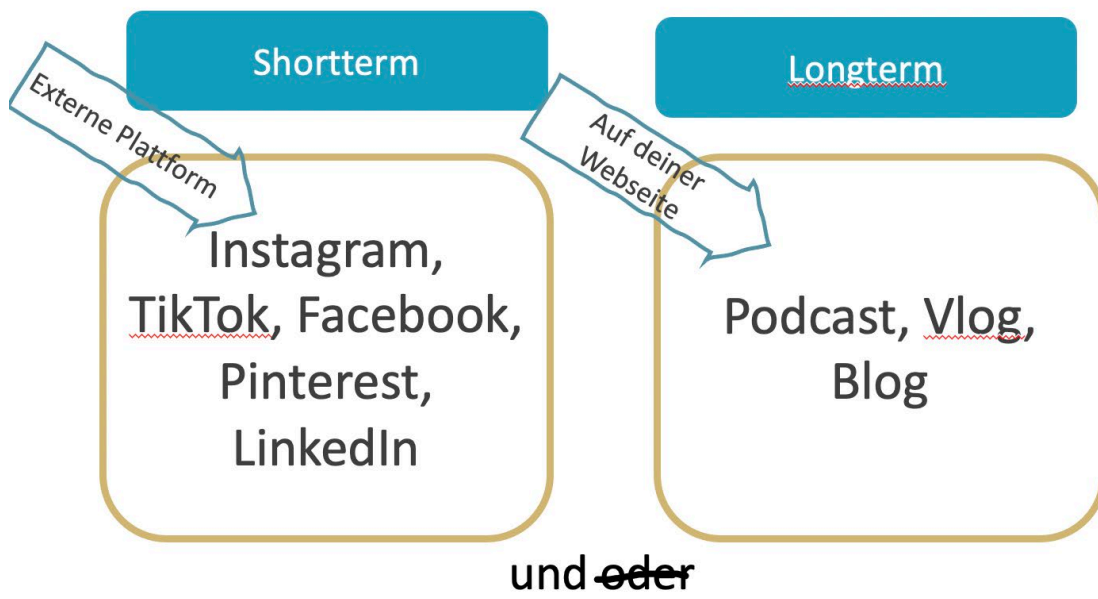 Shortterm
Externe Plattform
Instagram,
TikTok, Facebook,
Pinterest,
LinkedIn
Longterm
Auf deiner
Webseite
Podcast, Vlog,
Blog
und oder